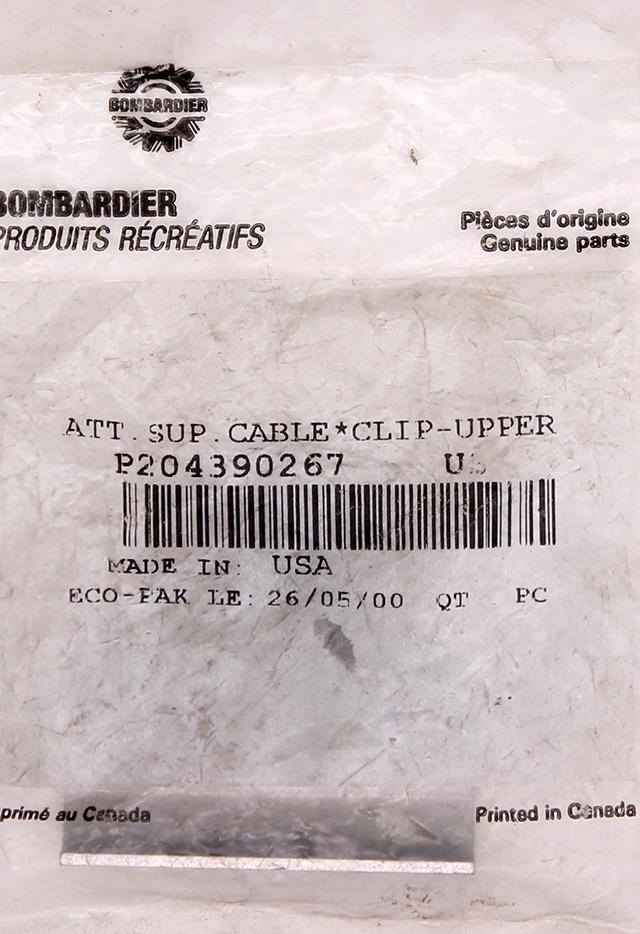 BOMBARDIER
BOMBARDIER
PRODUITS RÉCRÉATIFS
Pièces d'origine
Genuine parts
ATT.SUP.CABLE*CLIP-UPPER
P204390267 US
MADE IN: USA
ECO-PAK LE: 26/05/00 QT PC
primé au Canada
Printed in Canada